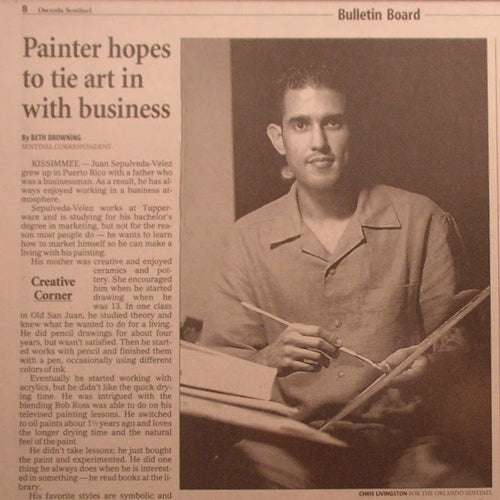 8 Osceola Sentinel
Bulletin Board
Painter hopes
to tie art in
with business
By BETH BROWNING
SENTINEL CORRESPONDENT
KISSIMMEE — Juan Sepulveda-Velez
grew up in Puerto Rico with a father who
was a businessman. As a result, he has al-
ways enjoyed working in a business at-
mosphere.
Sepulveda-Velez works at Tupper-
ware and is studying for his bachelor's
degree in marketing, but not for the rea-
son most people do — he wants to learn
how to market himself so he can make a
living with his painting.
His mother was creative and enjoyed
ceramics and pot-
tery. She encouraged
him when he started
drawing when he
was 13. In one class
Creative
Corner
in Old San Juan, he studied theory and
knew what he wanted to do for a living.
He did pencil drawings for about four
years, but wasn't satisfied. Then he start-
ed works with pencil and finished them
with a pen, occasionally using different
colors of ink.
Eventually he started working with
acrylics, but he didn't like the quick dry-
ing time. He was intrigued with the
blending Bob Ross was able to do on his
televised painting lessons. He switched
to oil paints about 1½ years ago and loves
the longer drying time and the natural
feel of the paint.
He didn't take lessons; he just bought
the paint and experimented. He did one
thing he always does when he is interest-
ed in something — he read books at the li-
brary.
His favorite styles are symbolic and
CHRIS LIVINGSTON FOR THE ORLANDO SENTINEL